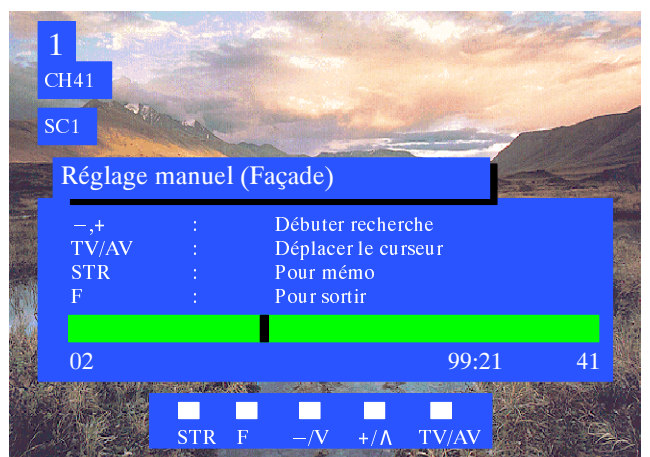 1
CH41
SC1
Réglage manuel (Façade)
−,+ : Débuter recherche
TV/AV : Déplacer le curseur
STR : Pour mémo
F : Pour sortir
02 99:21 41
STR F −/V +/Λ TV/AV